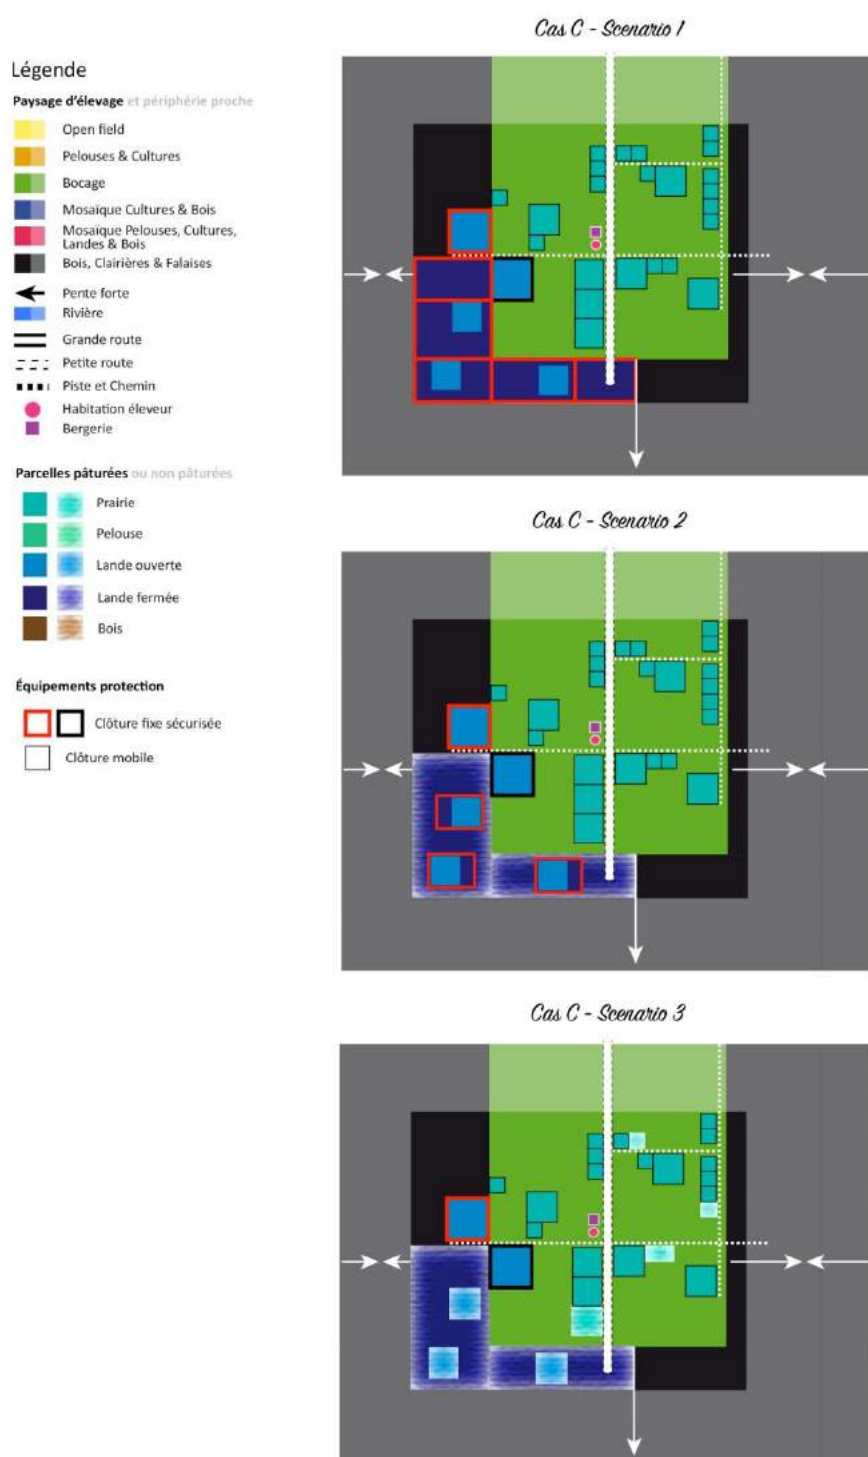 Cas C - Scenario 1
Légende
Paysage d'élevage et périphérie proche
Open field
Pelouses & Cultures
Bocage
Mosaïque Cultures & Bois
Mosaïque Pelouses, Cultures,
Landes & Bois
Bois, Clairières & Falaises
Pente forte
Rivière
Grande route
Petite route
Piste et Chemin
Habitation éleveur
Bergerie
Parcelles pâturées ou non pâturées
Prairie
Pelouse
Lande ouverte
Lande fermée
Bois
Équipements protection
Clôture fixe sécurisée
Clôture mobile
Cas C - Scenario 2
Cas C - Scenario 3